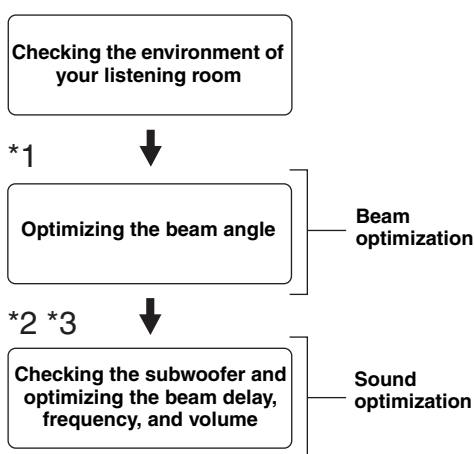 Checking the environment of
your listening room
*1
Optimizing the beam angle
Beam
optimization
*2 *3
Checking the subwoofer and
optimizing the beam delay,
frequency, and volume
Sound
optimization